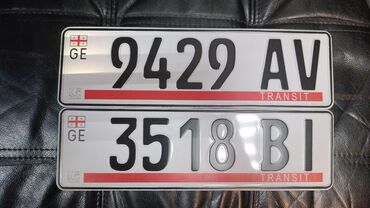 9429 AV
GE
TRANSIT
3518 BI
GE
TRANSIT